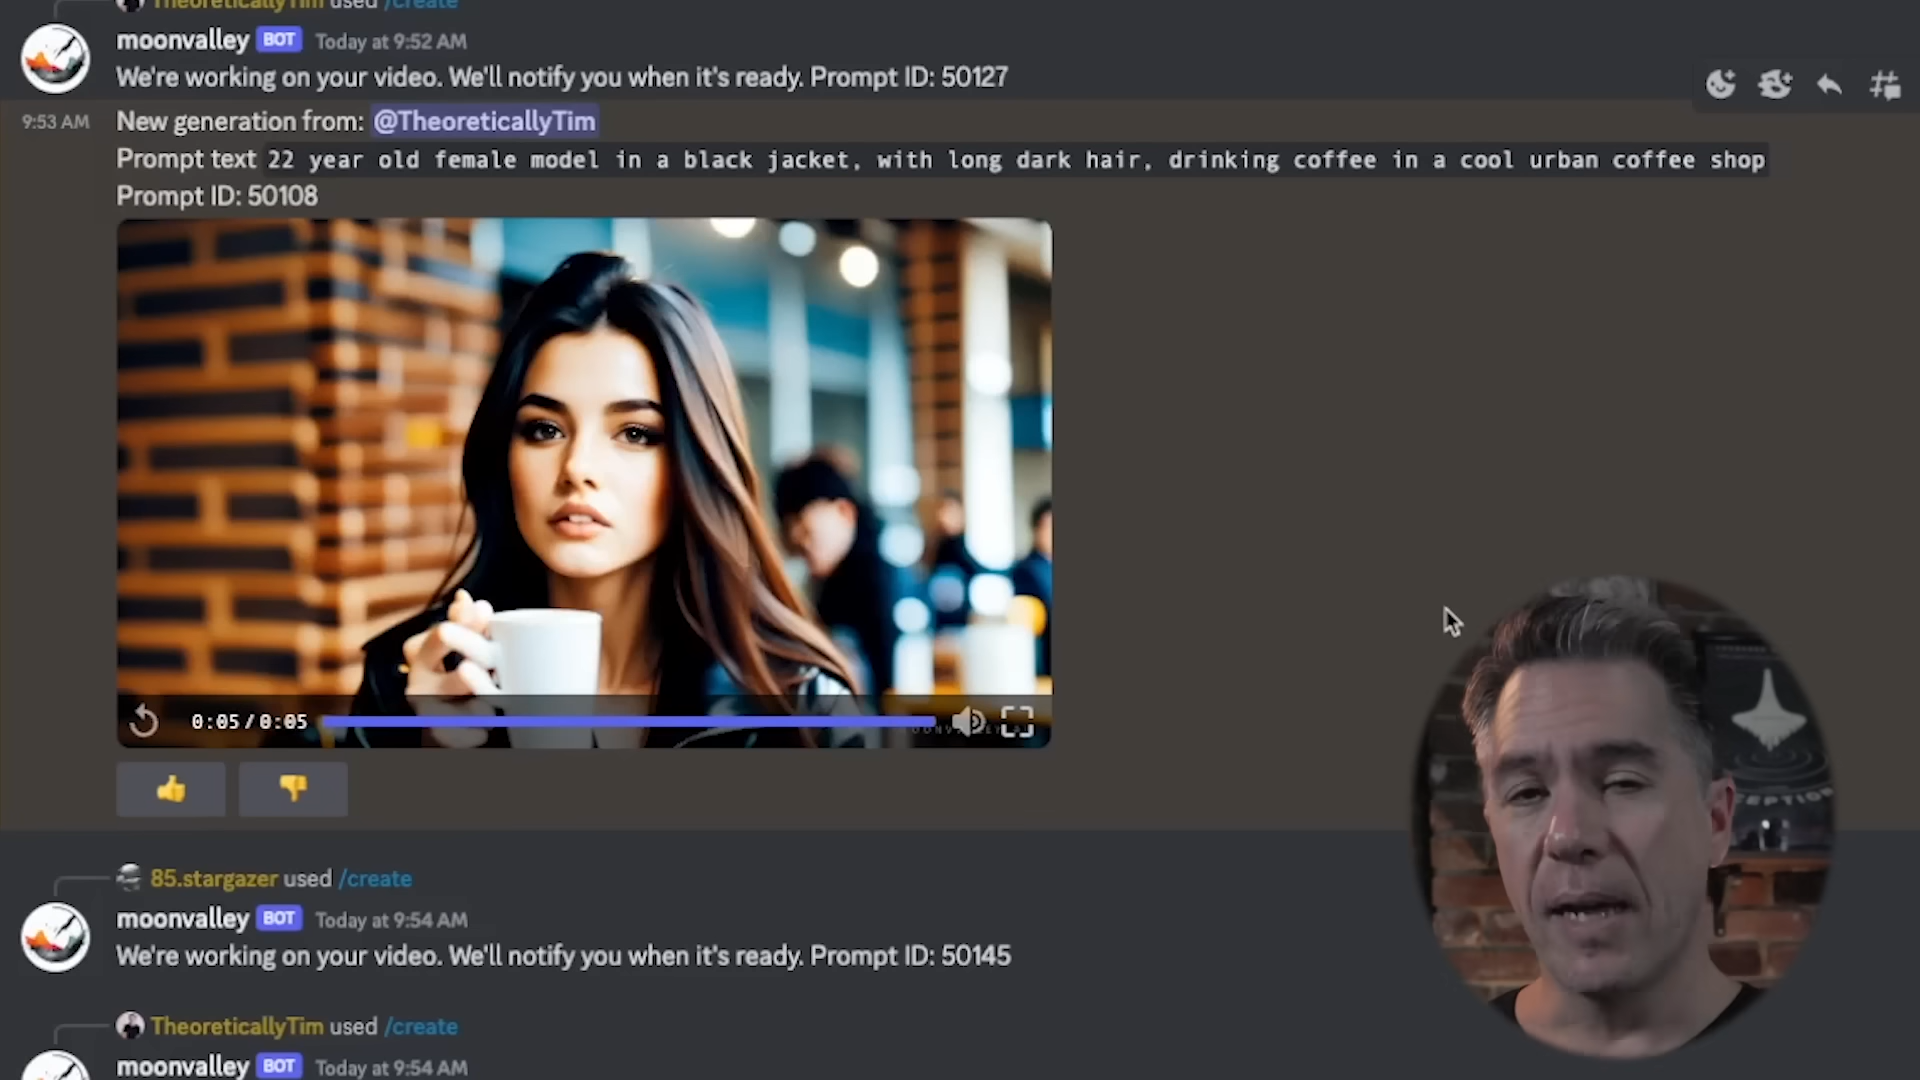 TheoreticallyTim used /create
moonvalley BOT Today at 9:52 AM
We're working on your video. We'll notify you when it's ready. Prompt ID: 50127
9:53 AM New generation from: @TheoreticallyTim
Prompt text 22 year old female model in a black jacket, with long dark hair, drinking coffee in a cool urban coffee shop
Prompt ID: 50108
0:05/0:05
85.stargazer used /create
moonvalley BOT Today at 9:54 AM
We're working on your video. We'll notify you when it's ready. Prompt ID: 50145
TheoreticallyTim used /create
moonvalley BOT Today at 9:54 AM